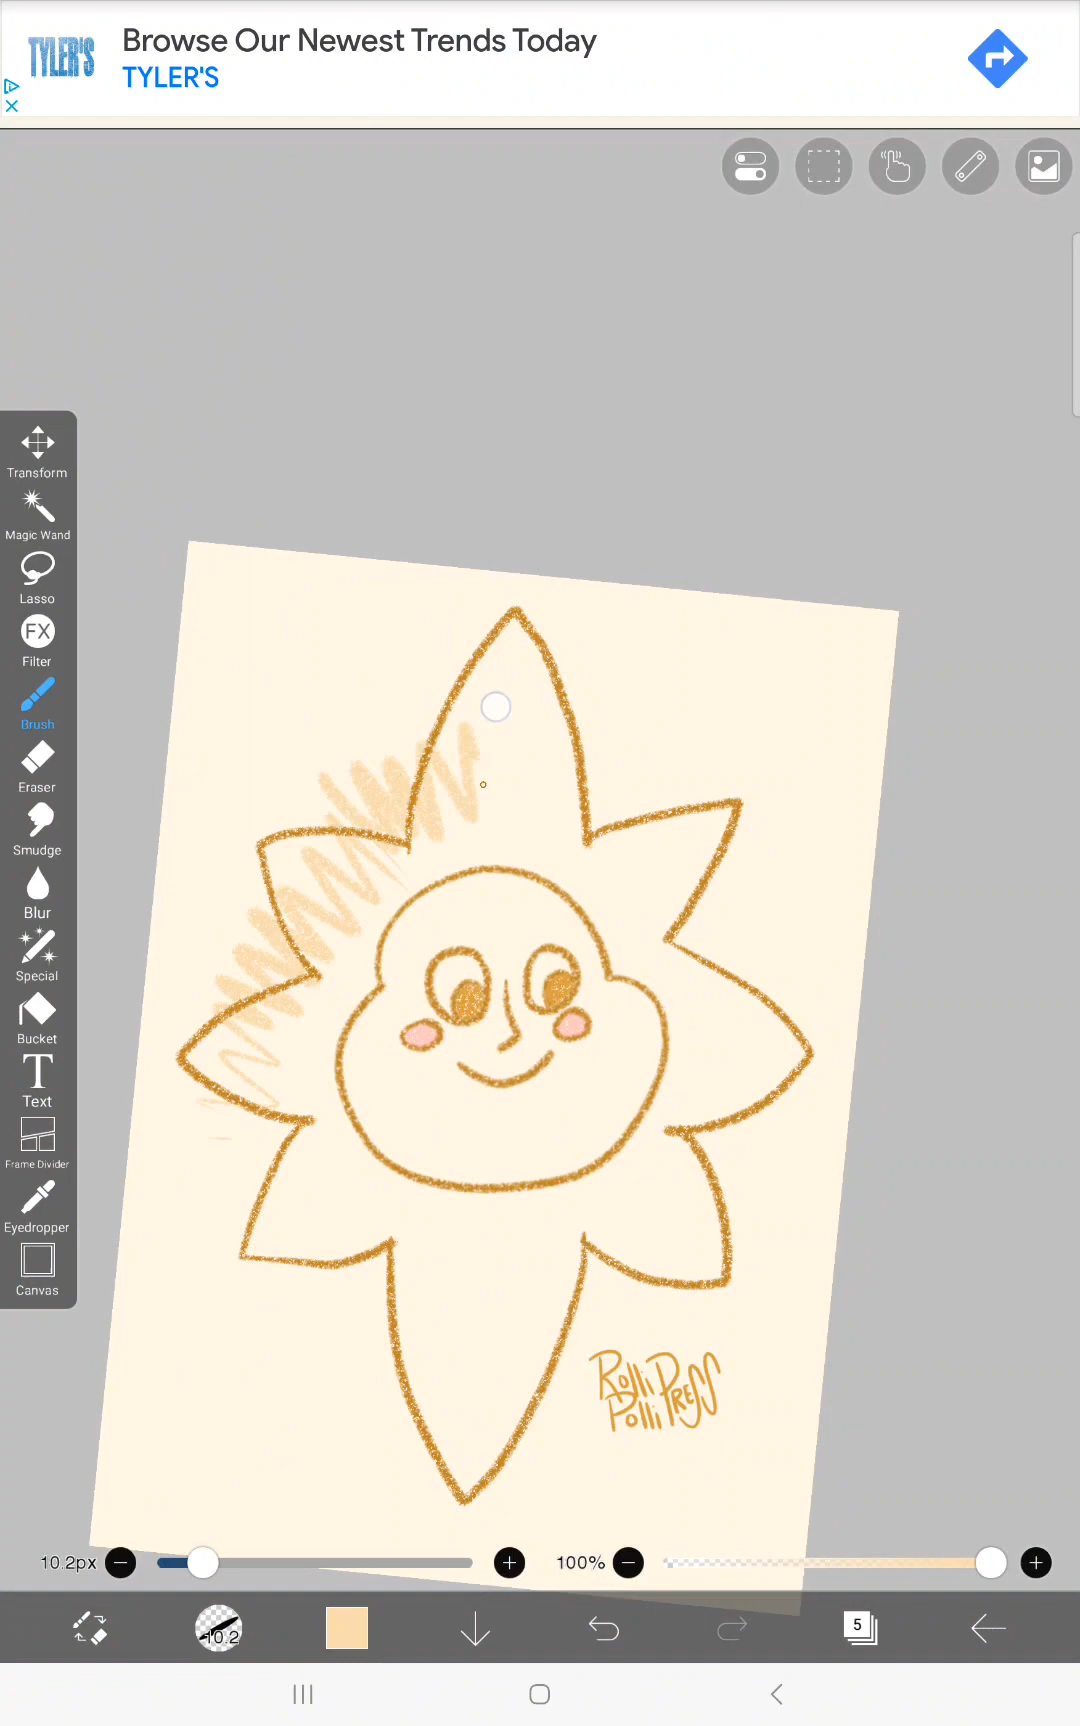 TYLER'S
Browse Our Newest Trends Today
TYLER'S
Transform
Magic Wand
Lasso
FX
Filter
Brush
Eraser
Smudge
Blur
Special
Bucket
T
Text
Frame Divider
Eyedropper
Canvas
Rolli
Polli PRESS
10.2px
100%
10.2
5